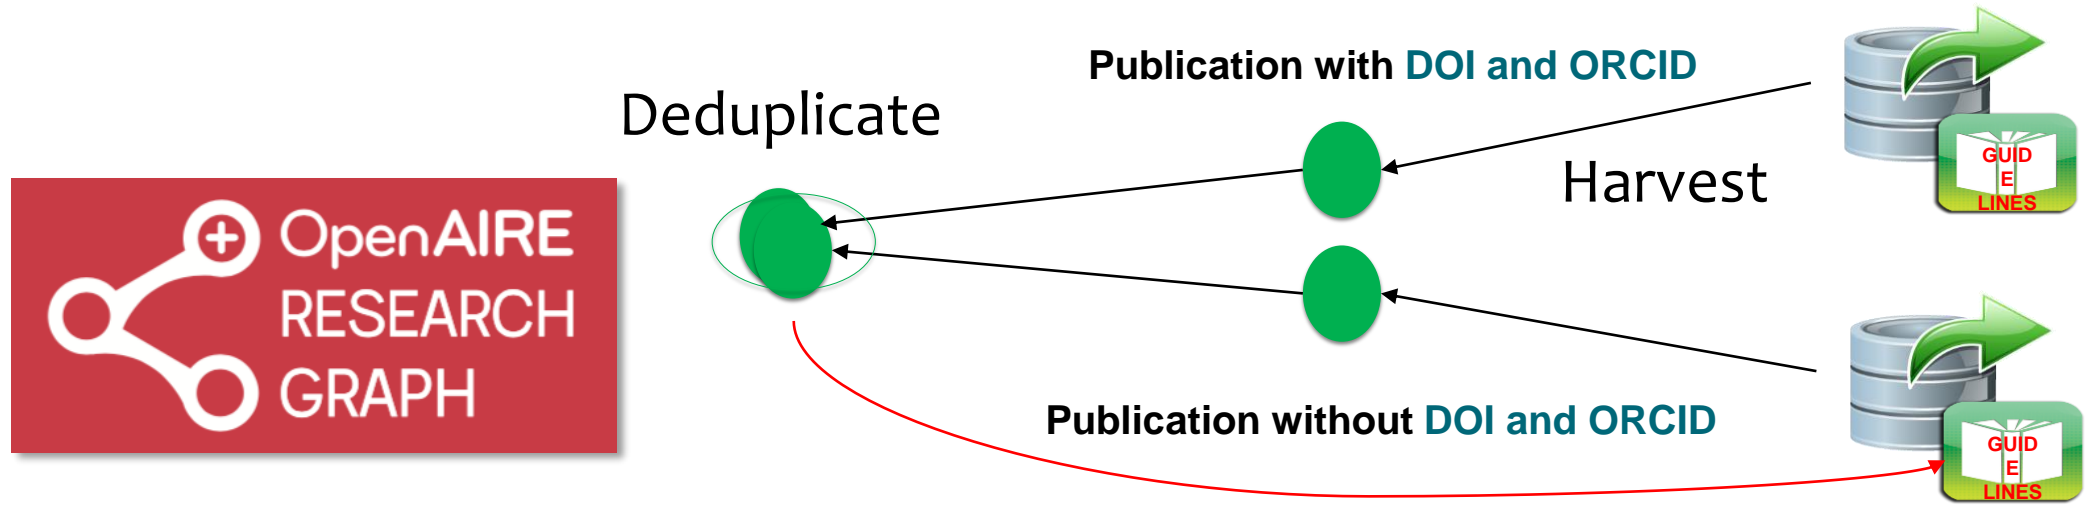 Publication with DOI and ORCID
Deduplicate
Harvest
GUID
E
LINES
OpenAIRE
RESEARCH
GRAPH
Publication without DOI and ORCID
GUID
E
LINES